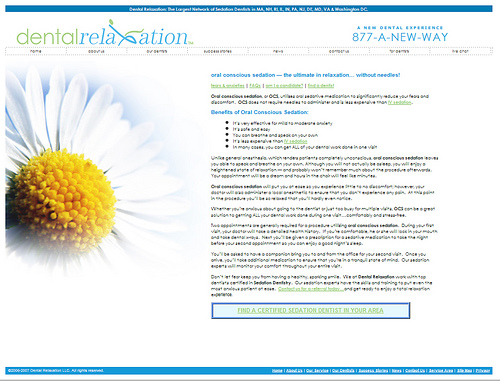 Dental Relaxation: The Largest Network of Sedation Dentists in MA, NH, RI, IL, IN, PA, NJ, DE, MD, VA & Washington DC.
dentalrelaxation
A NEW DENTAL EXPERIENCE
877-A-NEW-WAY
home | about us | our dentists | success stories | news | contact us | our dentists | live chat
oral conscious sedation — the ultimate in relaxation... without needles!
fears & anxieties | FAQs | am I a candidate? | find a dentist
Oral conscious sedation, or OCS, utilizes oral sedative medication to significantly reduce your fears and
discomfort. OCS does not require needles to administer and is less expensive than IV sedation.
Benefits of Oral Conscious Sedation:
It's very effective for mild to moderate anxiety
It's safe and easy
You can breathe and speak on your own
It's less expensive than IV sedation
In many cases, you can get ALL of your dental work done in one visit
Unlike general anesthesia, which renders patients completely unconscious, oral conscious sedation leaves
you able to speak and breathe on your own. Although you will not actually be asleep, you will enjoy a
heightened state of relaxation and probably won't remember much about the procedure afterwards.
Your appointment will be a dream and hours in the chair will feel like minutes.
Oral conscious sedation will put you at ease as you experience little to no discomfort; however, your
doctor will also administer a local anesthetic to ensure that you don't experience any pain. At this point
in the procedure you'll be so relaxed that you'll hardly even notice.
Whether you're anxious about going to the dentist or just too busy for multiple visits, OCS can be a great
solution to getting ALL your dental work done during one visit....comfortably and stress-free.
Two appointments are generally required for a procedure utilizing oral conscious sedation. During your first
visit, your doctor will take a detailed health history. If you're comfortable, he or she will look in your mouth
and take dental x-rays. Next you'll be given a prescription for a sedative medication to take the night
before your second appointment so you can enjoy a good night's sleep.
You'll be asked to have a companion bring you to and from the office for your second visit. Once you
arrive, you'll take additional medication to ensure that you're in a tranquil state of mind. Our sedation
experts will monitor your comfort throughout your entire visit.
Don't let fear keep you from having a healthy, sparkling smile. We at Dental Relaxation work with top
dentists certified in Sedation Dentistry. Our sedation experts have the skills and training to put even the
most anxious patient at ease. Contact us for a referral today...and get ready to enjoy a total relaxation
experience.
FIND A CERTIFIED SEDATION DENTIST IN YOUR AREA
©2006-2007 Dental Relaxation LLC. All rights reserved.
Home | About Us | Our Service | Our Dentists | Success Stories | News | Contact Us | Service Area | Site Map | Privacy